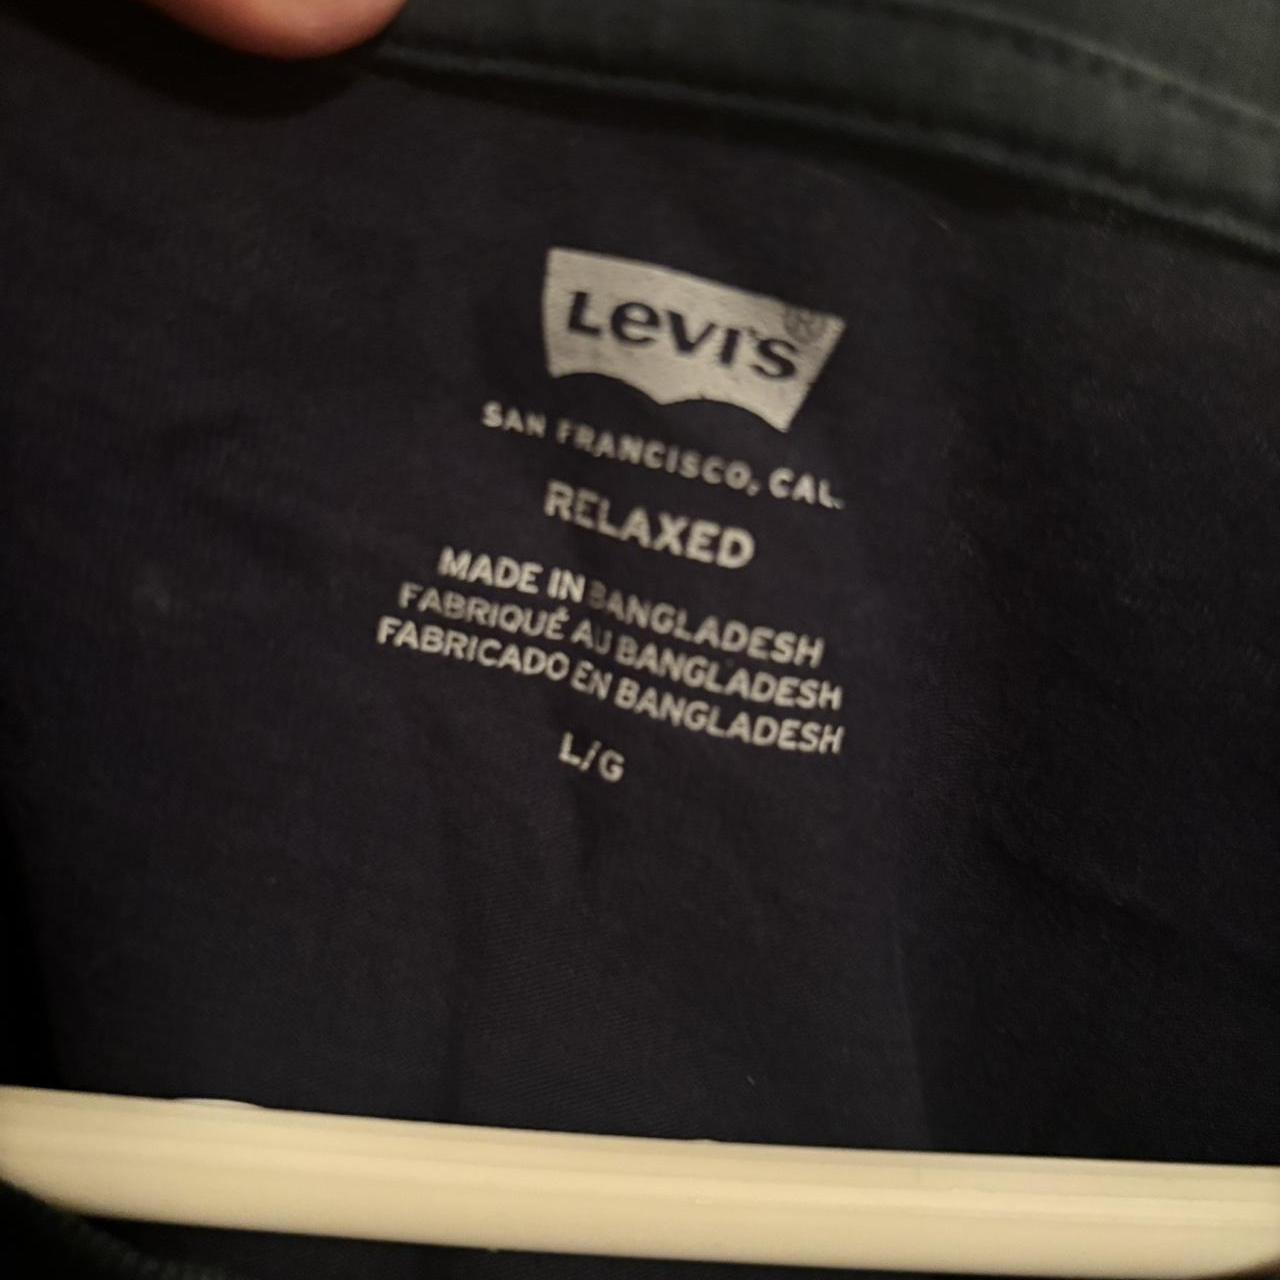 Levi's ®
SAN FRANCISCO, CAL.
RELAXED
MADE IN BANGLADESH
FABRIQUÉ AU BANGLADESH
FABRICADO EN BANGLADESH
L/G